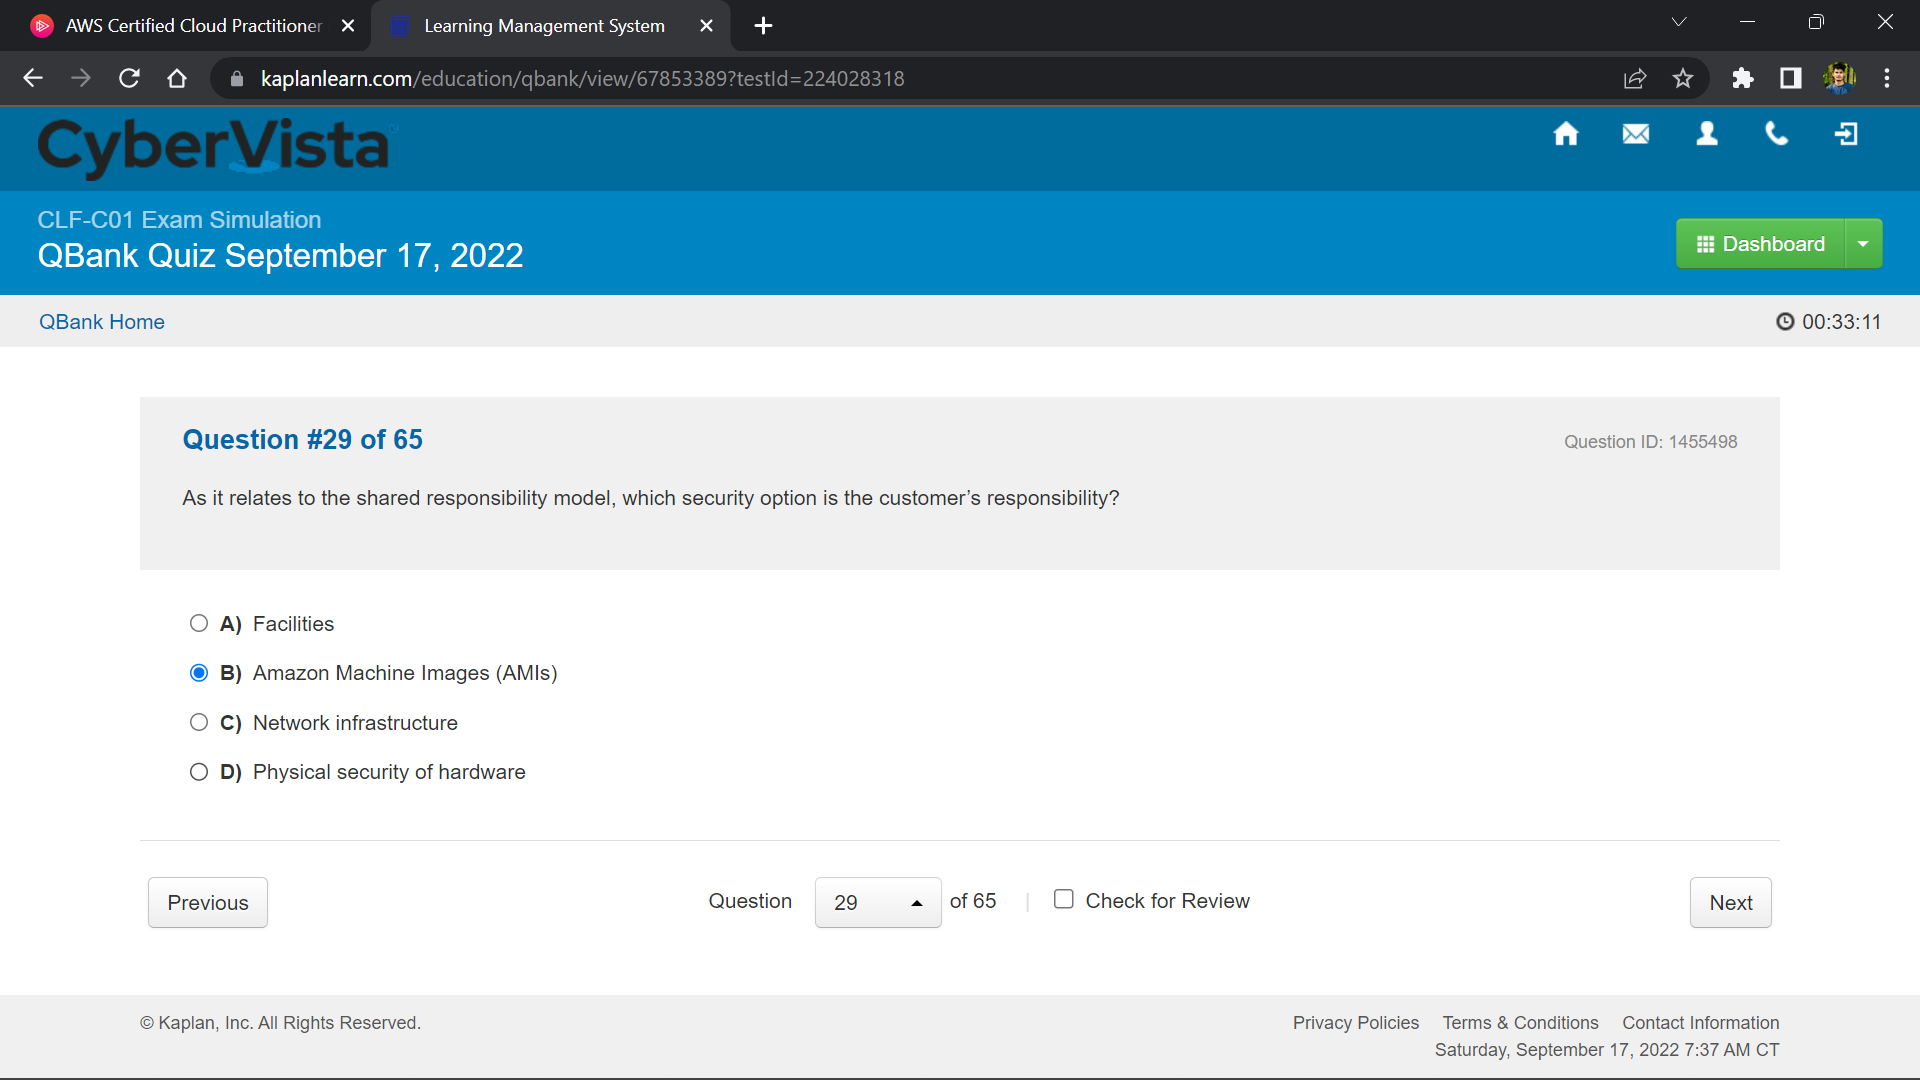 AWS Certified Cloud Practitioner
Learning Management System
kaplanlearn.com/education/qbank/view/67853389?testId=224028318
CyberVista
CLF-C01 Exam Simulation
QBank Quiz September 17, 2022
Dashboard
QBank Home
00:33:11
Question #29 of 65
Question ID: 1455498
As it relates to the shared responsibility model, which security option is the customer’s responsibility?
A) Facilities
B) Amazon Machine Images (AMIs)
C) Network infrastructure
D) Physical security of hardware
Previous
Question 29 of 65 | Check for Review
Next
© Kaplan, Inc. All Rights Reserved.
Privacy Policies Terms & Conditions Contact Information
Saturday, September 17, 2022 7:37 AM CT